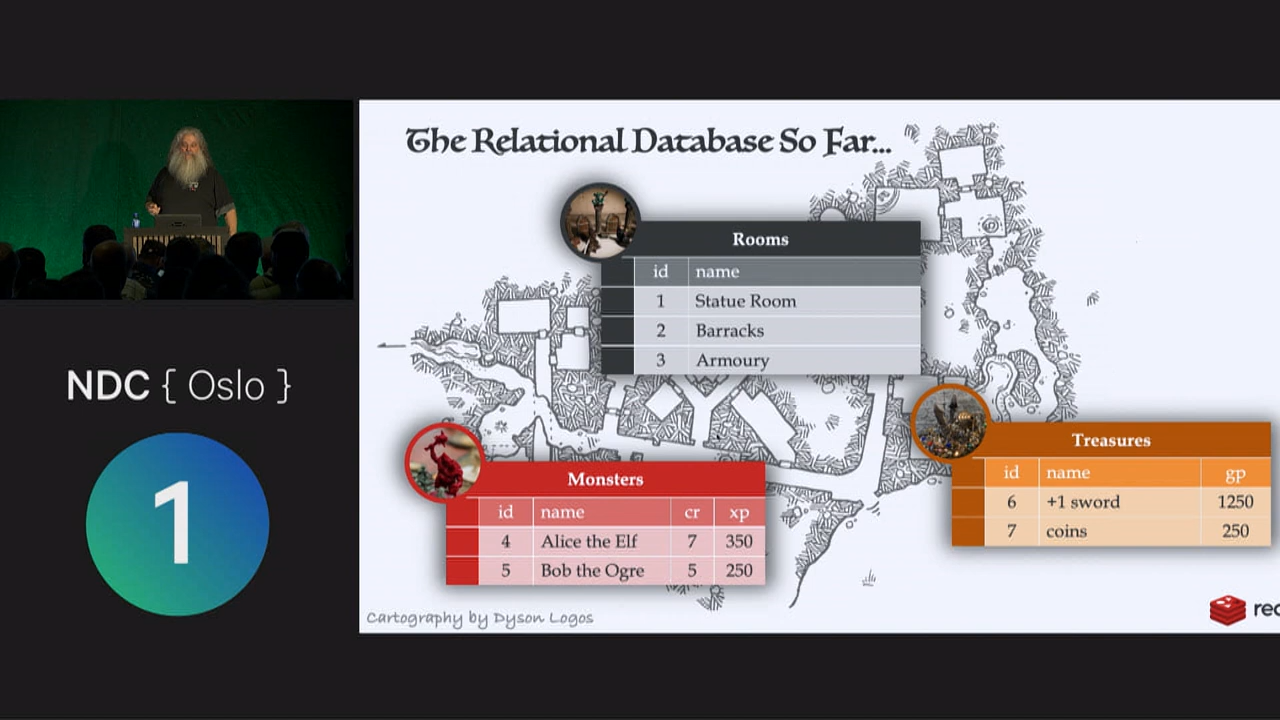 The Relational Database So Far...
Rooms
id name
1 Statue Room
2 Barracks
3 Armoury
NDC { Oslo }
1
Monsters
id name cr xp
4 Alice the Elf 7 350
5 Bob the Ogre 5 250
Treasures
id name gp
6 +1 sword 1250
7 coins 250
Cartography by Dyson Logos